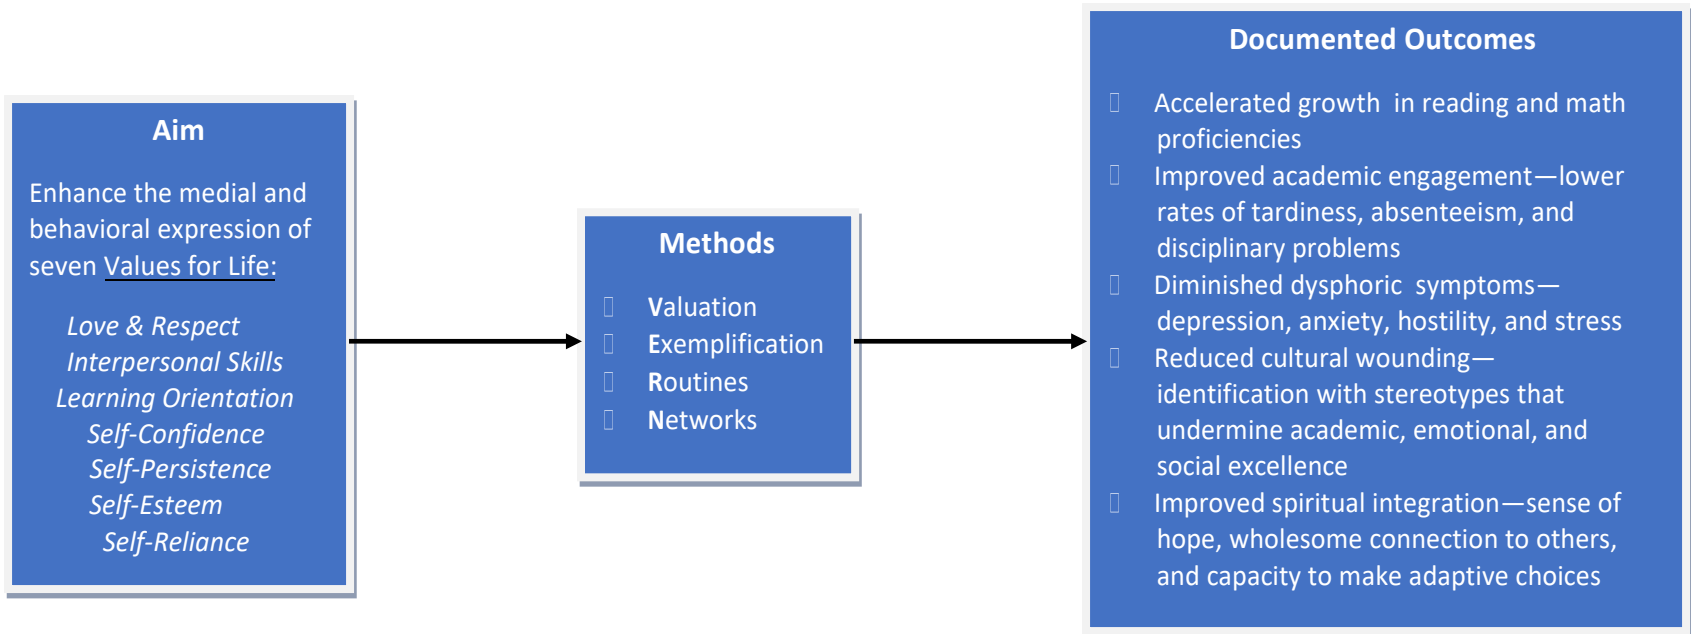 Aim
Enhance the medial and
behavioral expression of
seven Values for Life:
Love & Respect
Interpersonal Skills
Learning Orientation
Self-Confidence
Self-Persistence
Self-Esteem
Self-Reliance
Methods
Valuation
Exemplification
Routines
Networks
Documented Outcomes
Accelerated growth in reading and math
proficiencies
Improved academic engagement—lower
rates of tardiness, absenteeism, and
disciplinary problems
Diminished dysphoric symptoms—
depression, anxiety, hostility, and stress
Reduced cultural wounding—
identification with stereotypes that
undermine academic, emotional, and
social excellence
Improved spiritual integration—sense of
hope, wholesome connection to others,
and capacity to make adaptive choices